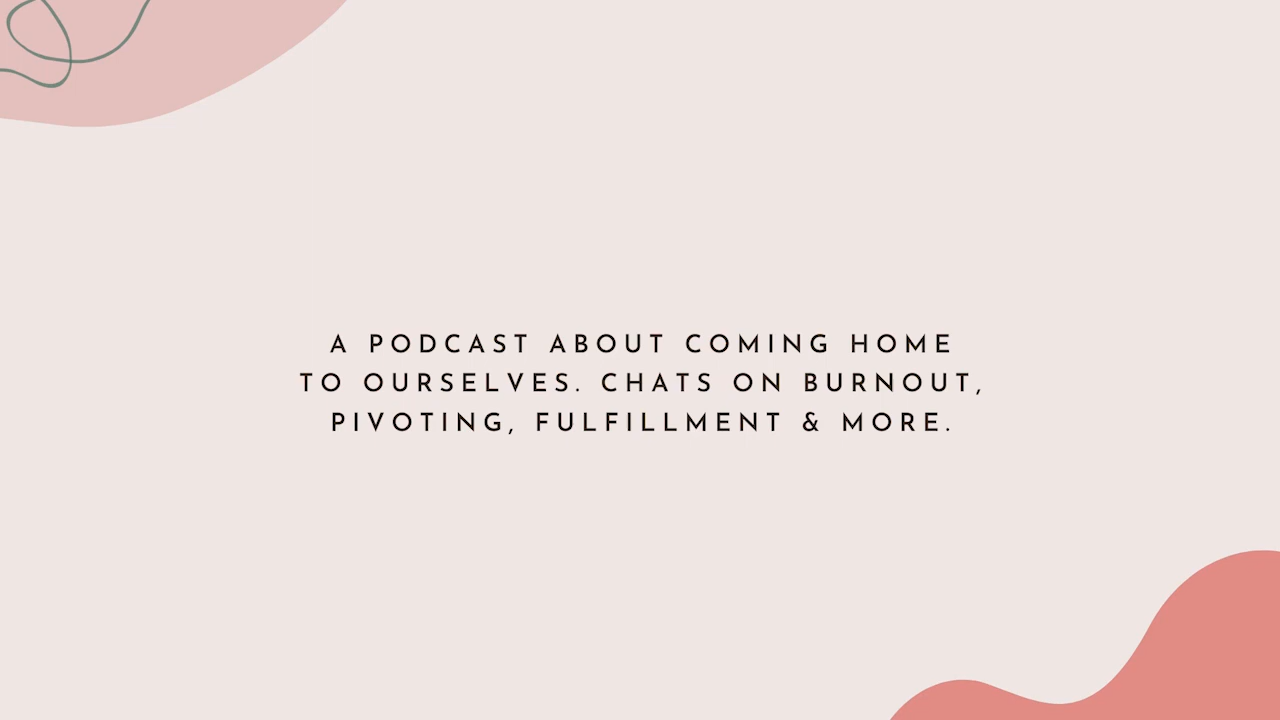 A PODCAST ABOUT COMING HOME
TO OURSELVES. CHATS ON BURNOUT,
PIVOTING, FULFILLMENT & MORE.